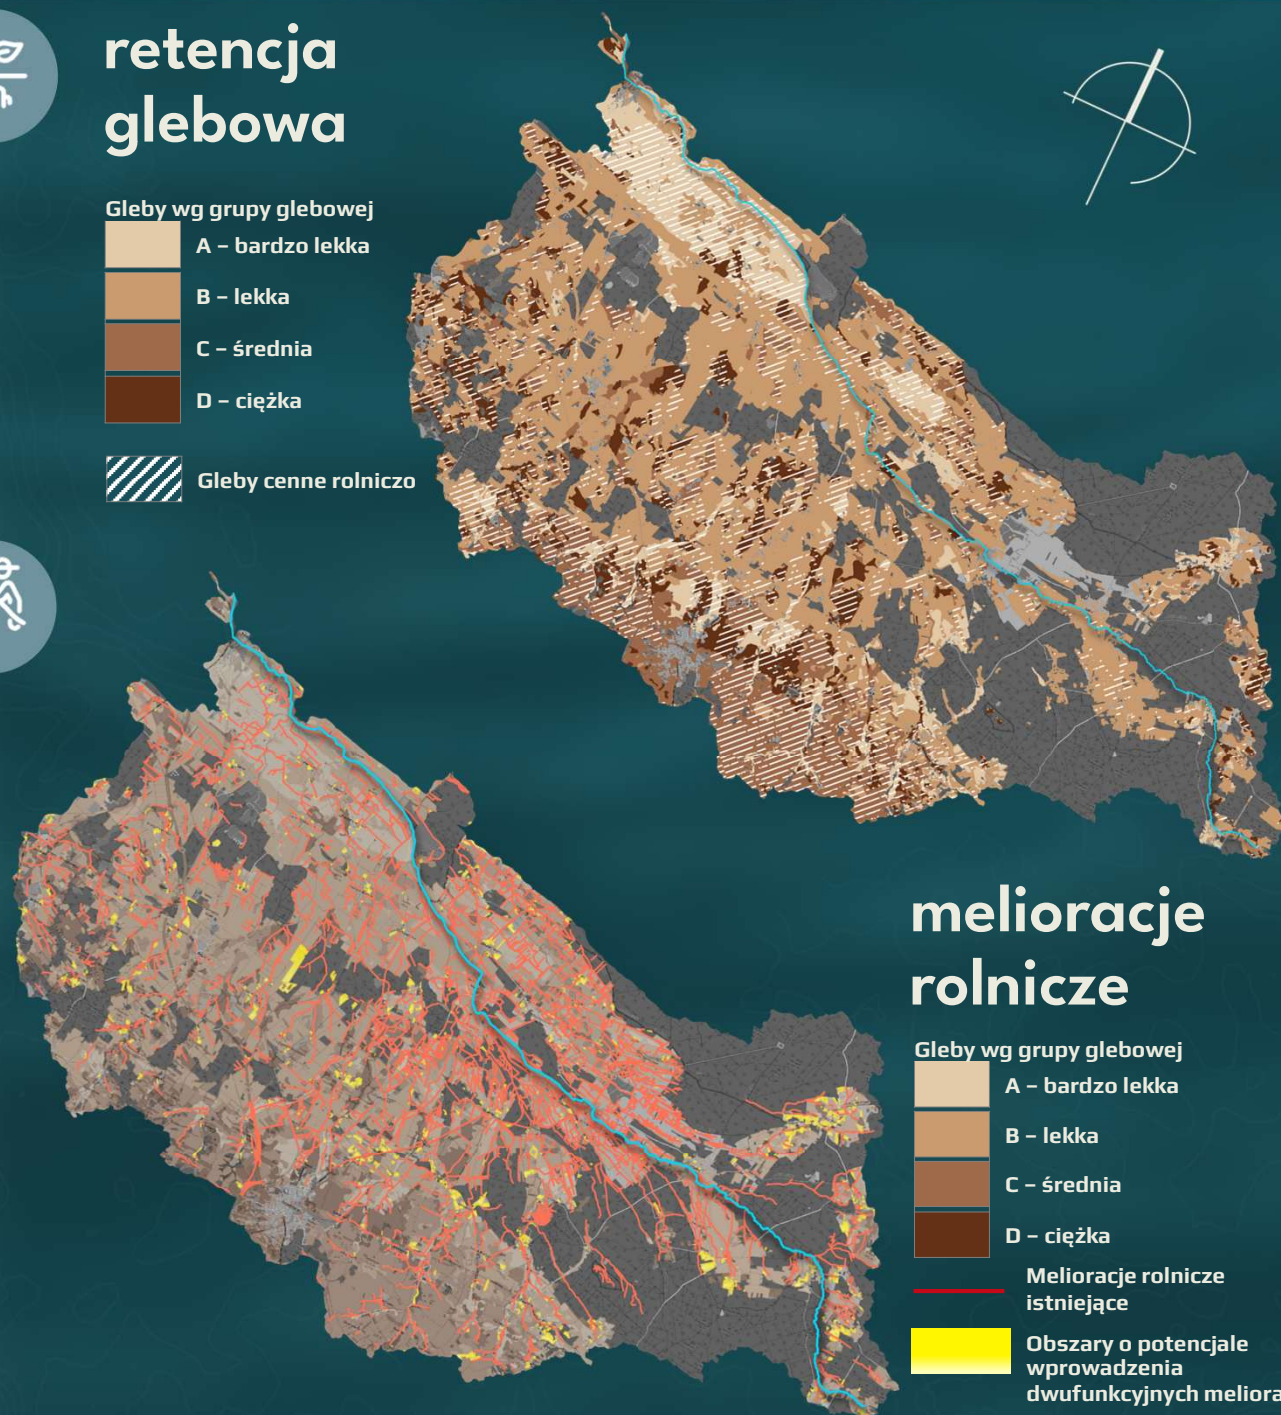 retencja
glebowa
Gleby wg grupy glebowej
A – bardzo lekka
B – lekka
C – średnia
D – ciężka
Gleby cenne rolniczo
melioracje
rolnicze
Gleby wg grupy glebowej
A – bardzo lekka
B – lekka
C – średnia
D – ciężka
Melioracje rolnicze
istniejące
Obszary o potencjale
wprowadzenia
dwufunkcyjnych